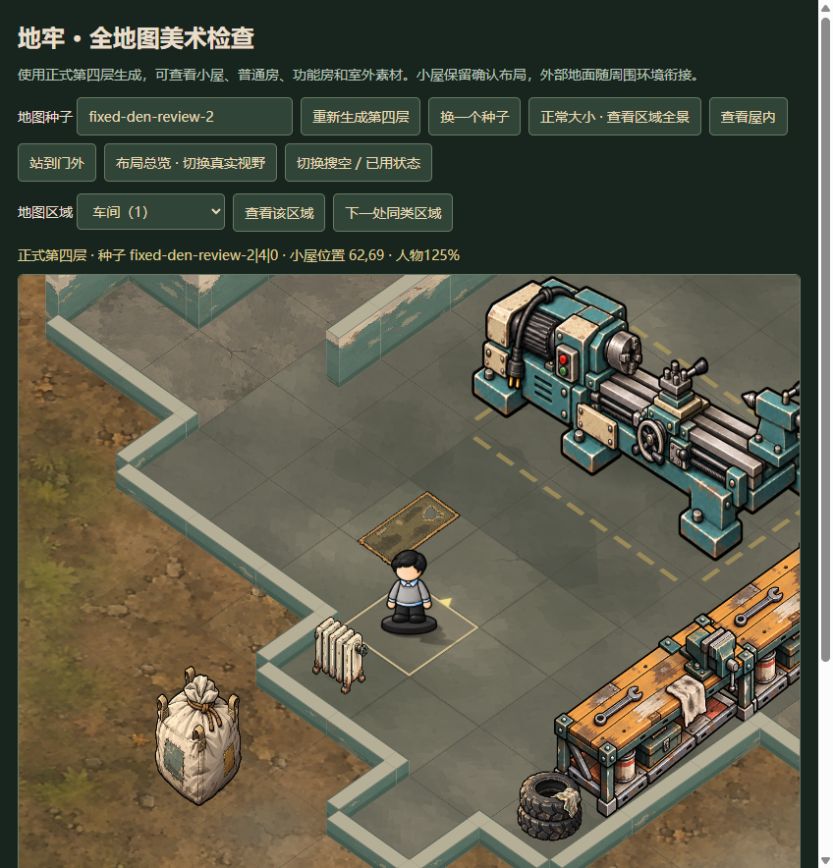 地牢 · 全地图美术检查
使用正式第四层生成，可查看小屋、普通房、功能房和室外素材。小屋保留确认布局，外部地面随周围环境衔接。
地图种子 fixed-den-review-2 重新生成第四层 换一个种子 正常大小 · 查看区域全景 查看屋内
站到门外 布局总览 · 切换真实视野 切换搜空 / 已用状态
地图区域 车间（1） 查看该区域 下一处同类区域
正式第四层 · 种子 fixed-den-review-2|4|0 · 小屋位置 62,69 · 人物125%